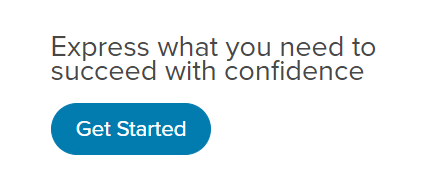 Express what you need to
succeed with confidence
Get Started